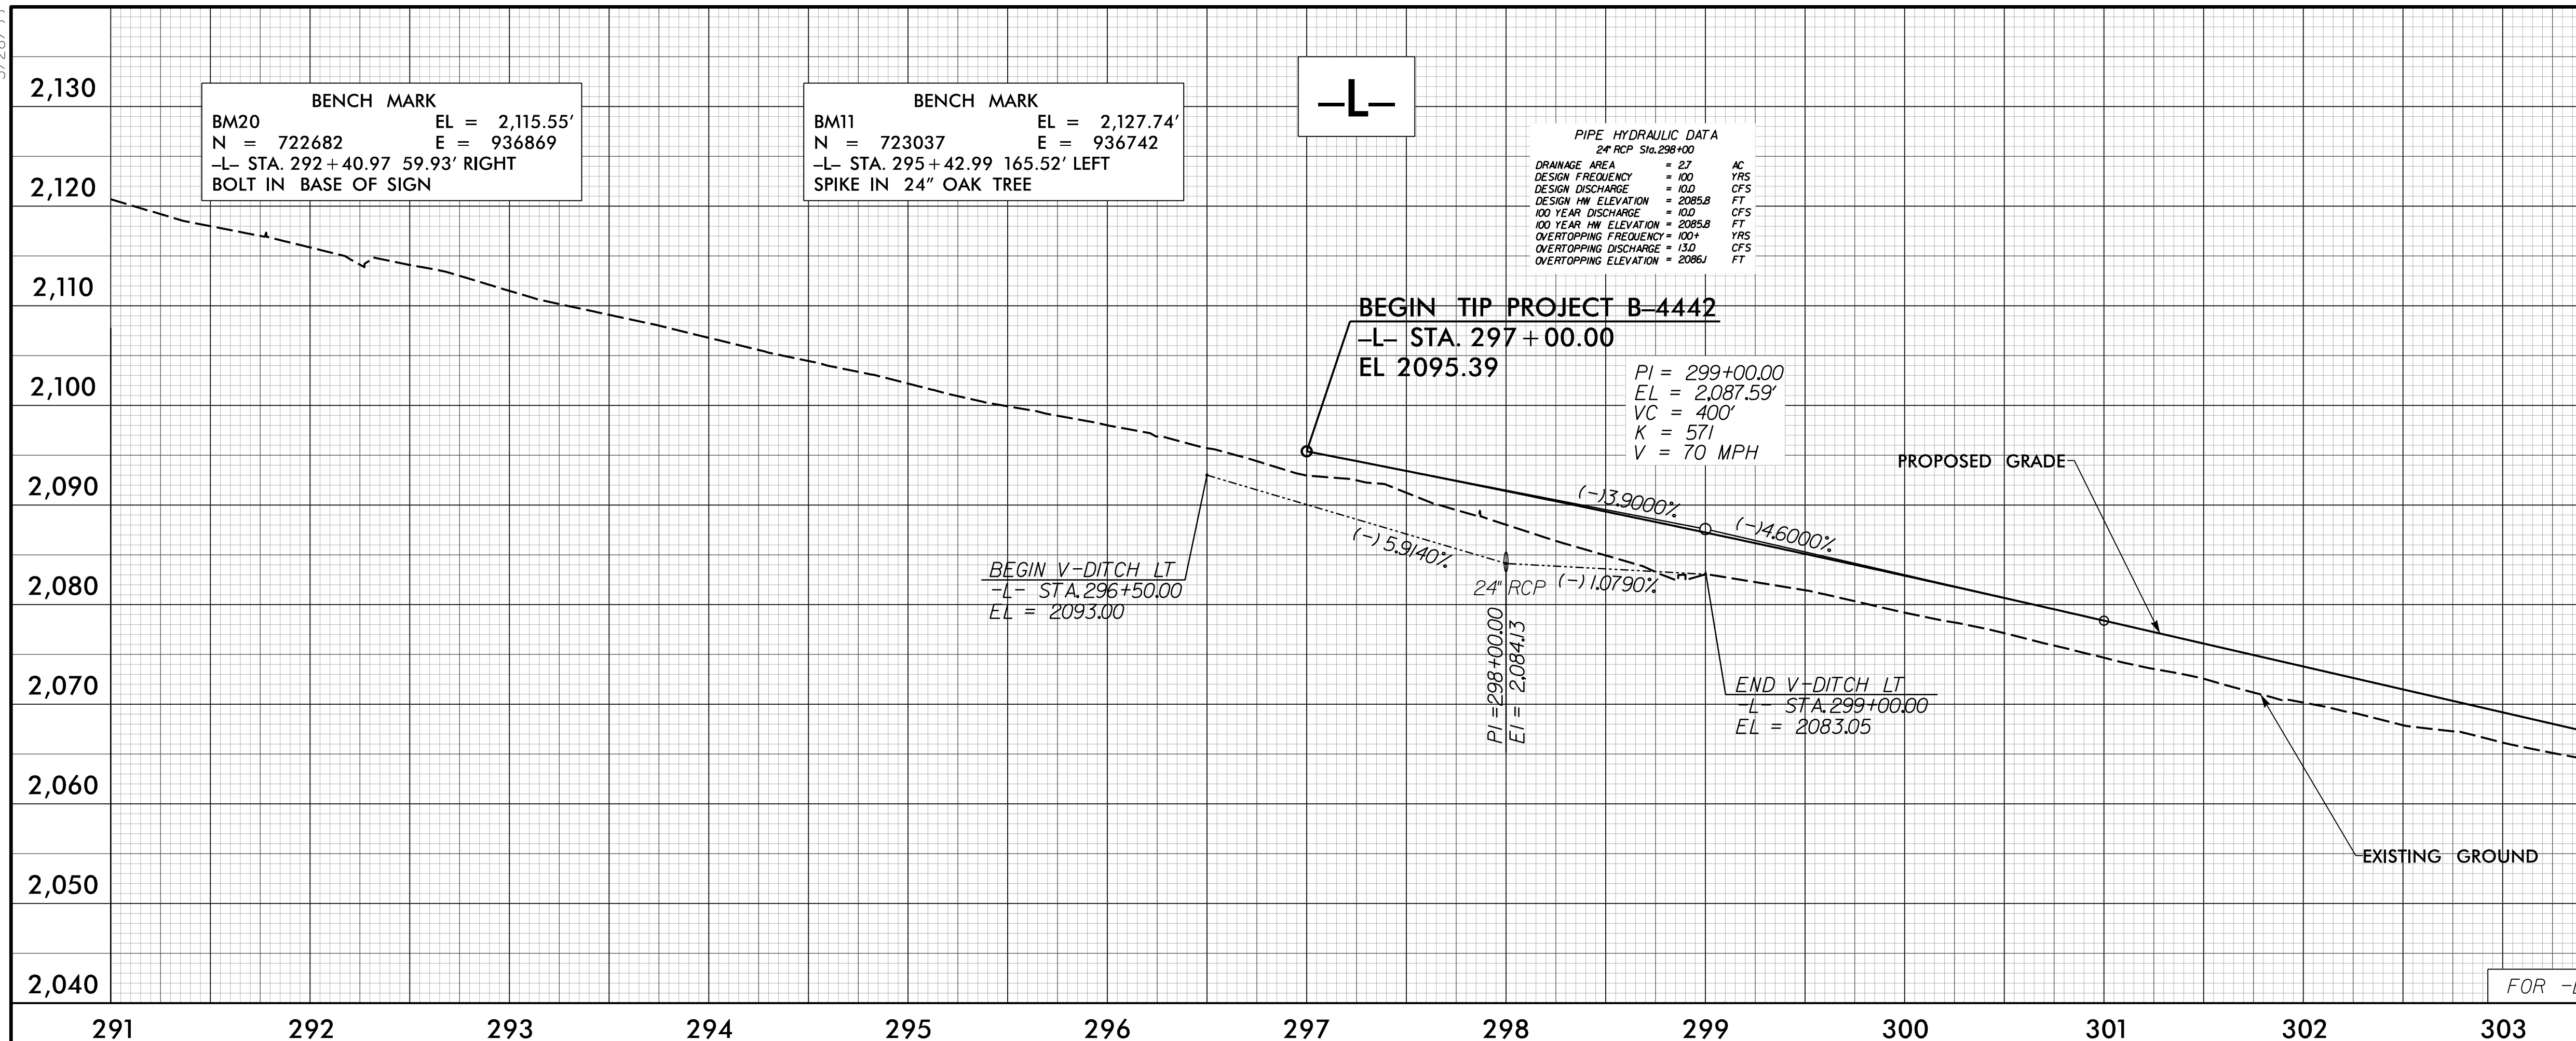 2,130
2,120
2,110
2,100
2,090
2,080
2,070
2,060
2,050
2,040
BENCH MARK
BM20 EL = 2,115.55'
N = 722682 E = 936869
-L- STA. 292+40.97 59.93' RIGHT
BOLT IN BASE OF SIGN
BENCH MARK
BM11 EL = 2,127.74'
N = 723037 E = 936742
-L- STA. 295+42.99 165.52' LEFT
SPIKE IN 24" OAK TREE
-L-
PIPE HYDRAULIC DATA
24" RCP Sta. 298+00
DRAINAGE AREA = 2.7 AC
DESIGN FREQUENCY = 100 YRS
DESIGN DISCHARGE = 10.0 CFS
DESIGN HW ELEVATION = 2085.8 FT
100 YEAR DISCHARGE = 10.0 CFS
100 YEAR HW ELEVATION = 2085.8 FT
OVERTOPPING FREQUENCY = 100+ YRS
OVERTOPPING DISCHARGE = 13.0 CFS
OVERTOPPING ELEVATION = 2086.1 FT
BEGIN TIP PROJECT B-4442
-L- STA. 297+00.00
EL 2095.39
PI = 299+00.00
EL = 2,087.59'
VC = 400'
K = 571
V = 70 MPH
PROPOSED GRADE
(-)3.9000%
(-)4.6000%
(-)5.9140%
(-)1.0790%
24" RCP
BEGIN V-DITCH LT
-L- STA. 296+50.00
EL = 2093.00
PI = 298+00.00
El = 2,084.13
END V-DITCH LT
-L- STA. 299+00.00
EL = 2083.05
EXISTING GROUND
FOR
291 292 293 294 295 296 297 298 299 300 301 302 303